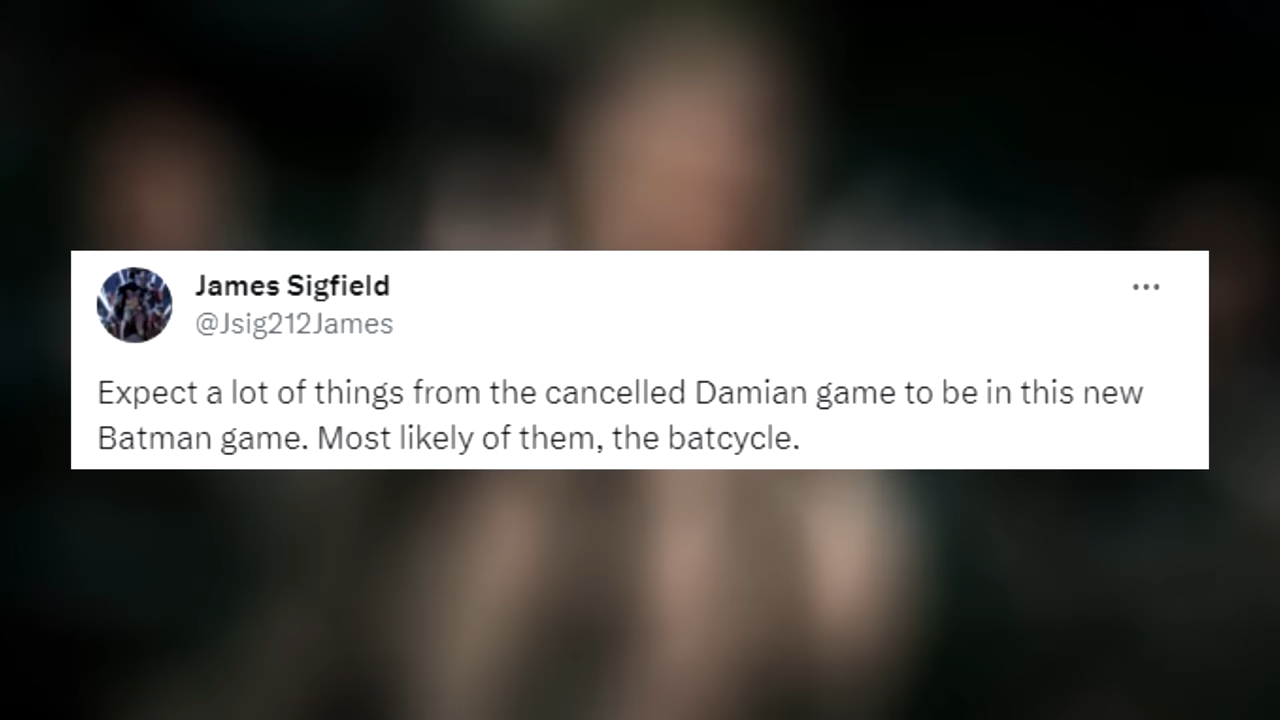 James Sigfield
@Jsig212James
Expect a lot of things from the cancelled Damian game to be in this new
Batman game. Most likely of them, the batcycle.